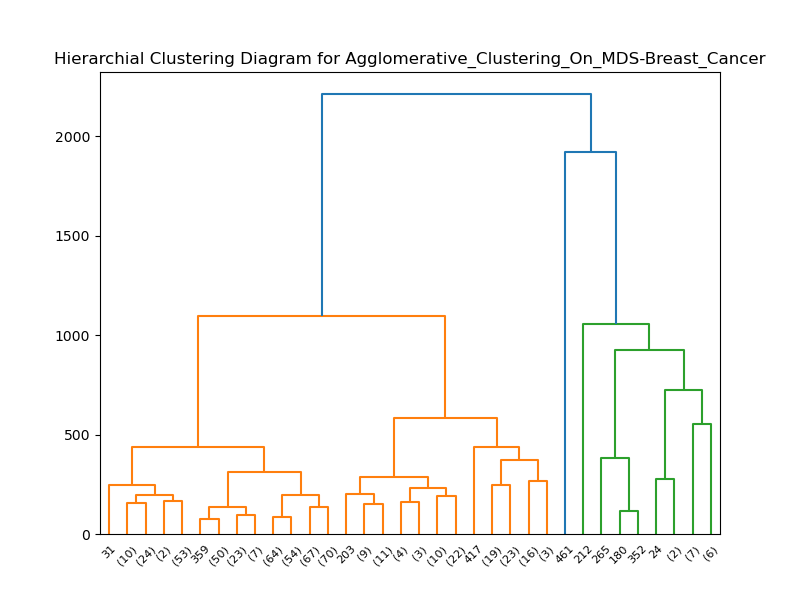 Hierarchial Clustering Diagram for Agglomerative_Clustering_On_MDS-Breast_Cancer
2000
1500
1000
500
0
31 (10) (24) (2) (53) 359 (50) (23) (7) (64) (54) (67) (70) 203 (9) (11) (4) (3) (10) (22) 417 (19) (23) (16) (3) 461 212 265 180 352 24 (2) (7) (6)